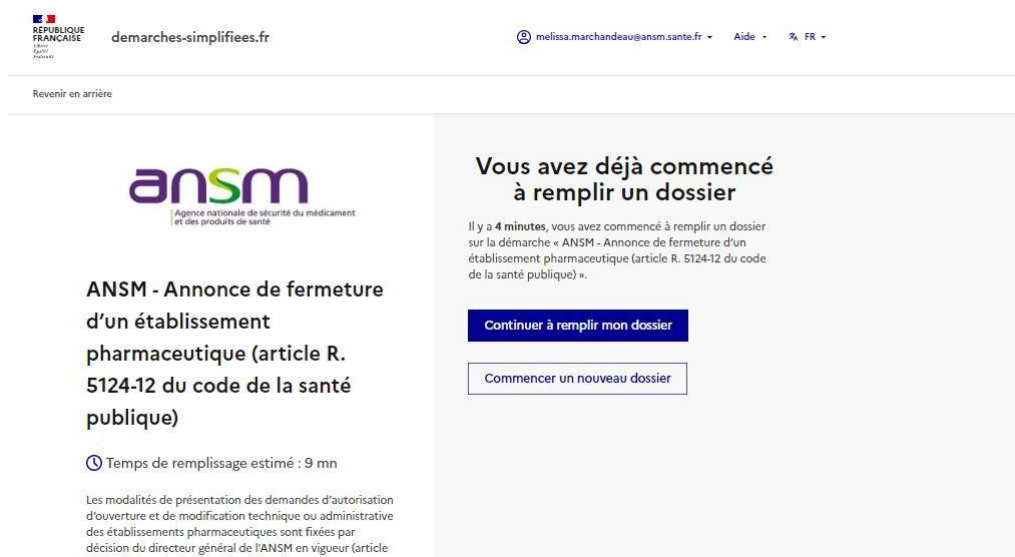 RÉPUBLIQUE
FRANÇAISE
Liberté
Égalité
Fraternité
demarches-simplifiees.fr
melissa.marchandeau@ansm.sante.fr
Aide
FR
Revenir en arrière
ansm
Agence nationale de sécurité du médicament
et des produits de santé
ANSM - Annonce de fermeture
d’un établissement
pharmaceutique (article R.
5124-12 du code de la santé
publique)
Temps de remplissage estimé : 9 mn
Les modalités de présentation des demandes d’autorisation
d’ouverture et de modification technique ou administrative
des établissements pharmaceutiques sont fixées par
décision du directeur général de l’ANSM en vigueur (article
Vous avez déjà commencé
à remplir un dossier
Il y a 4 minutes, vous avez commencé à remplir un dossier
sur la démarche « ANSM - Annonce de fermeture d’un
établissement pharmaceutique (article R. 5124-12 du code
de la santé publique) ».
Continuer à remplir mon dossier
Commencer un nouveau dossier